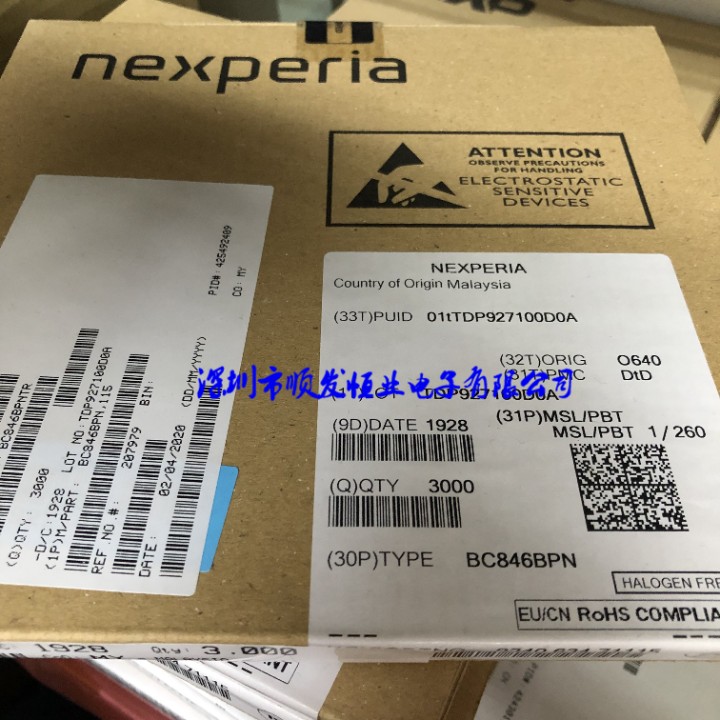 nexperia
ATTENTION
OBSERVE PRECAUTIONS
FOR HANDLING
ELECTROSTATIC
SENSITIVE
DEVICES
NEXPERIA
Country of Origin Malaysia
(33T)PUID 01tTDP927100D0A
(32T)ORIG O640
PMC DtD
TDP927100D0A
(31P)MSL/PBT
MSL/PBT 1/260
(9D)DATE 1928
(Q)QTY 3000
(30P)TYPE BC846BPN
HALOGEN FRE
EU/CN RoHS COMPLIA
深圳市顺发恒业电子有限公司
PID#: 425492409
CO: MY
BC846BPNTR
(Q)QTY: 3000
LOT NO:TDP927100D0A
-D/C:1928
(1P)M/PART: BC846BPN,115
REF NO.#: 207979
BIN:
DATE: 02/04/2020 (DD/MM/YYYY)
1928
QTY: 3.000